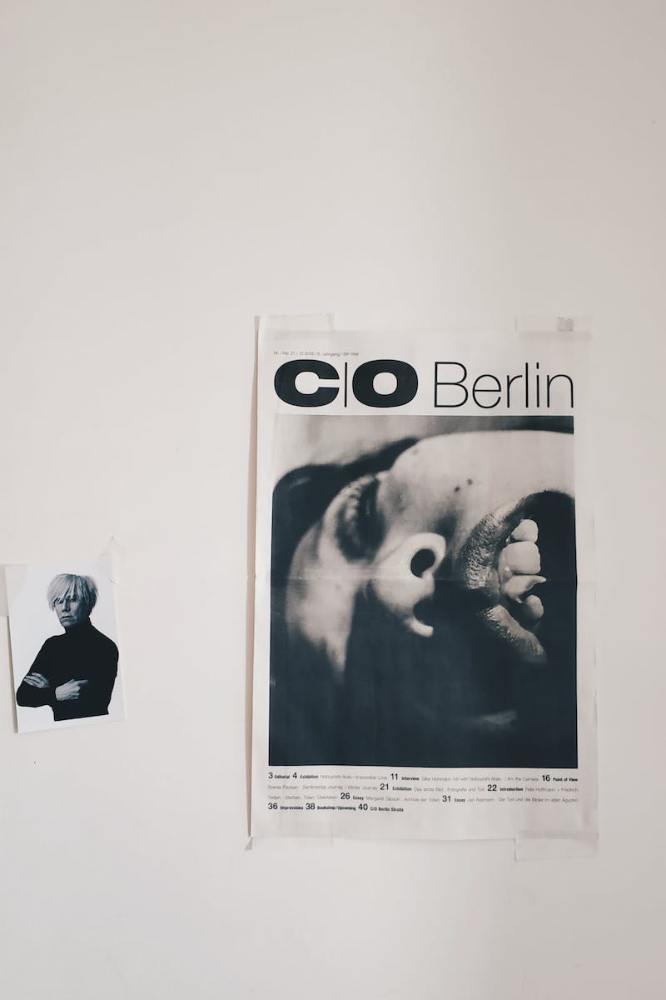 Nr. / No. 21 / 12.2018 / 8. Jahrgang / 8th Year
C|O Berlin
3 Editorial 4 Exhibition Nobuyoshi Araki—Impossible Love 11 Interview Silke Hohmann with Nobuyoshi Araki I Am the Camera 16 Point of View
Svenja Paulsen Sentimental Journey / Winter Journey 21 Exhibition Das letzte Bild . Fotografie und Tod 22 Introduction Felix Hoffmann + Friedrich
Tietjen Sterben, Töten, Überleben 26 Essay Margaret Gibson Archive der Toten 31 Essay Jan Assmann Der Tod und die Bilder im alten Ägypten
36 Impressions 38 Bookshop/Upcoming 40 C/O Berlin